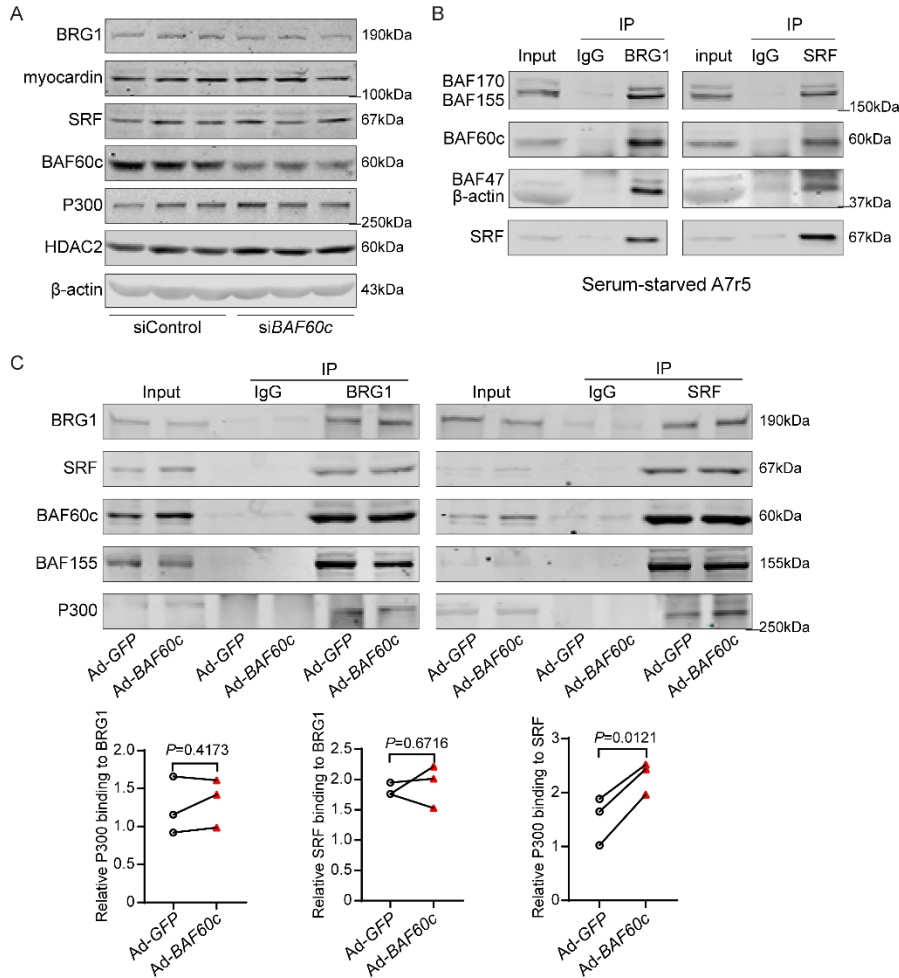 A
BRG1 190kDa
myocardin
100kDa
SRF 67kDa
BAF60c 60kDa
P300
250kDa
HDAC2 60kDa
β-actin 43kDa
siControl siBAF60c
B
IP IP
Input IgG BRG1 input IgG SRF
BAF170
BAF155
150kDa
BAF60c 60kDa
BAF47
β-actin
37kDa
SRF 67kDa
Serum-starved A7r5
C
IP IP
Input IgG BRG1 Input IgG SRF
BRG1 190kDa
SRF 67kDa
BAF60c 60kDa
BAF155 155kDa
P300
250kDa
Ad-GFP Ad-BAF60c Ad-GFP Ad-BAF60c Ad-GFP Ad-BAF60c Ad-GFP Ad-BAF60c Ad-GFP Ad-BAF60c Ad-GFP Ad-BAF60c
Relative P300 binding to BRG1
2.0
1.5
1.0
0.5
0
P=0.4173
Ad-GFP Ad-BAF60c
Relative SRF binding to BRG1
2.5
2.0
1.5
1.0
0.5
0
P=0.6716
Ad-GFP Ad-BAF60c
Relative P300 binding to SRF
3
2
1
0
P=0.0121
Ad-GFP Ad-BAF60c